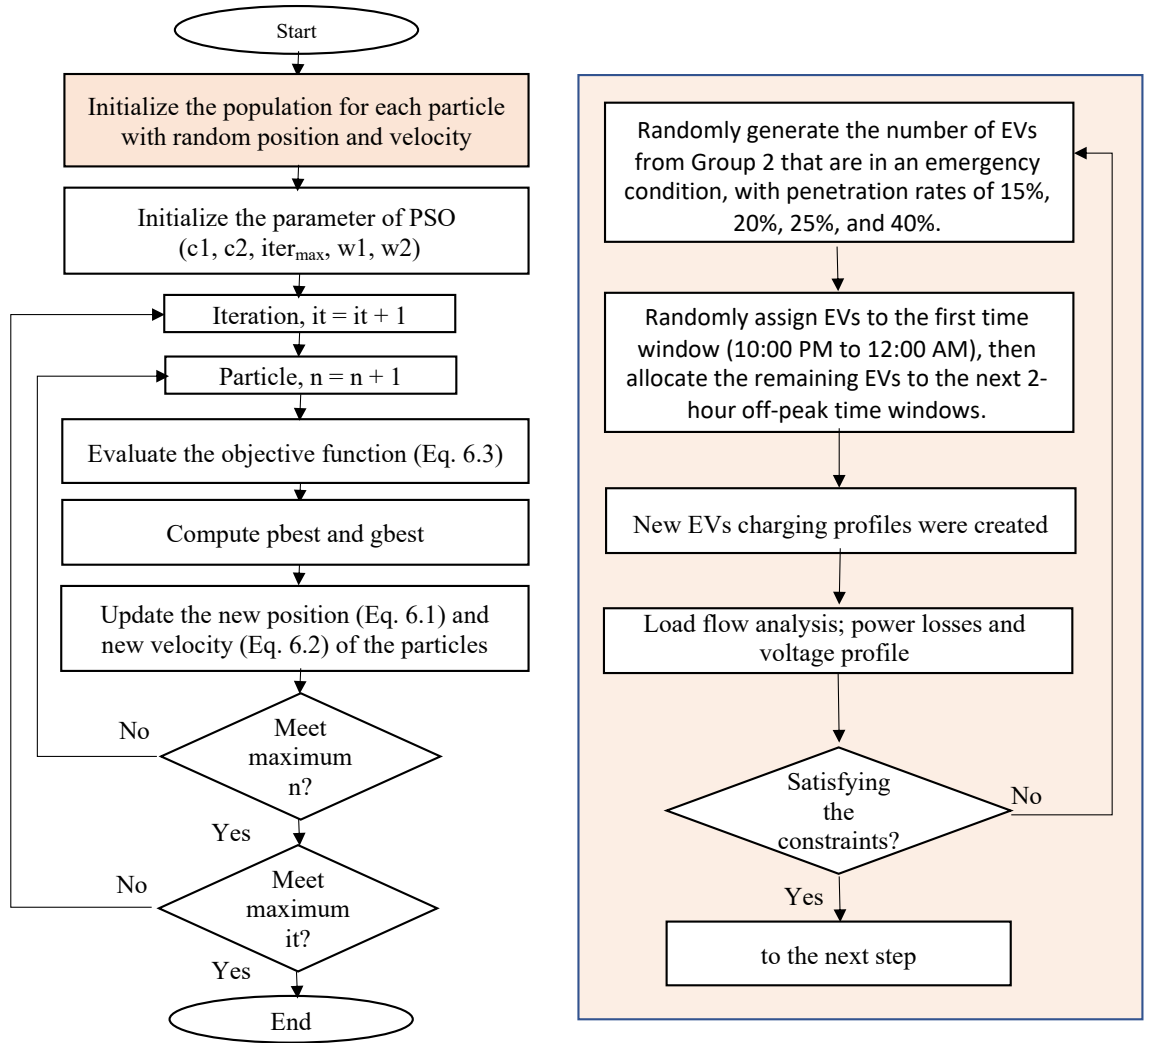 Start
Initialize the population for each particle
with random position and velocity
Initialize the parameter of PSO
(c1, c2, itermax, w1, w2)
Iteration, it = it + 1
Particle, n = n + 1
Evaluate the objective function (Eq. 6.3)
Compute pbest and gbest
Update the new position (Eq. 6.1) and
new velocity (Eq. 6.2) of the particles
No
Meet
maximum
n?
Yes
No
Meet
maximum
it?
Yes
End
Randomly generate the number of EVs
from Group 2 that are in an emergency
condition, with penetration rates of 15%,
20%, 25%, and 40%.
Randomly assign EVs to the first time
window (10:00 PM to 12:00 AM), then
allocate the remaining EVs to the next 2-
hour off-peak time windows.
New EVs charging profiles were created
Load flow analysis; power losses and
voltage profile
Satisfying
the
constraints?
No
Yes
to the next step